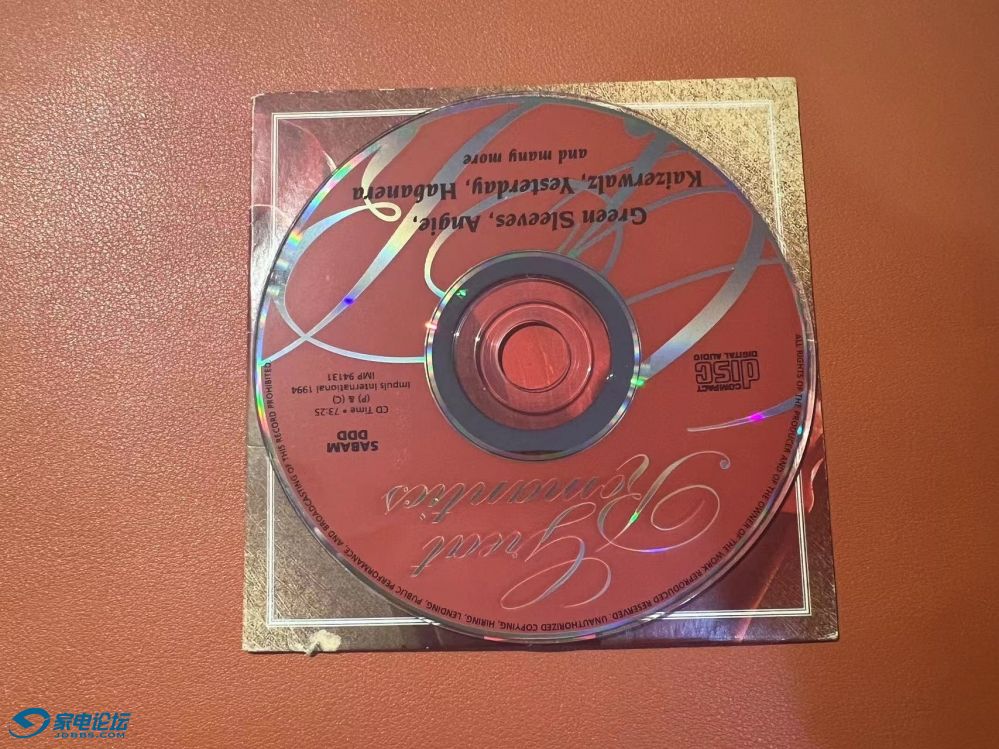 Great
Romantics
SABAM
DDD
CD Time • 73:25
(P) & (C)
Impuls International 1994
IMP 94131
COMPACT
disc
DIGITAL AUDIO
Green Sleeves, Angie,
Kaizerwalz, Yesterday, Habanera
and many more
ALL RIGHTS OF THE PRODUCER AND OF THE OWNER OF THE WORK REPRODUCED RESERVED. UNAUTHORIZED COPYING, HIRING, LENDING, PUBLIC PERFORMANCE, AND BROADCASTING OF THIS RECORD PROHIBITED
家电论坛
JDBBS.COM